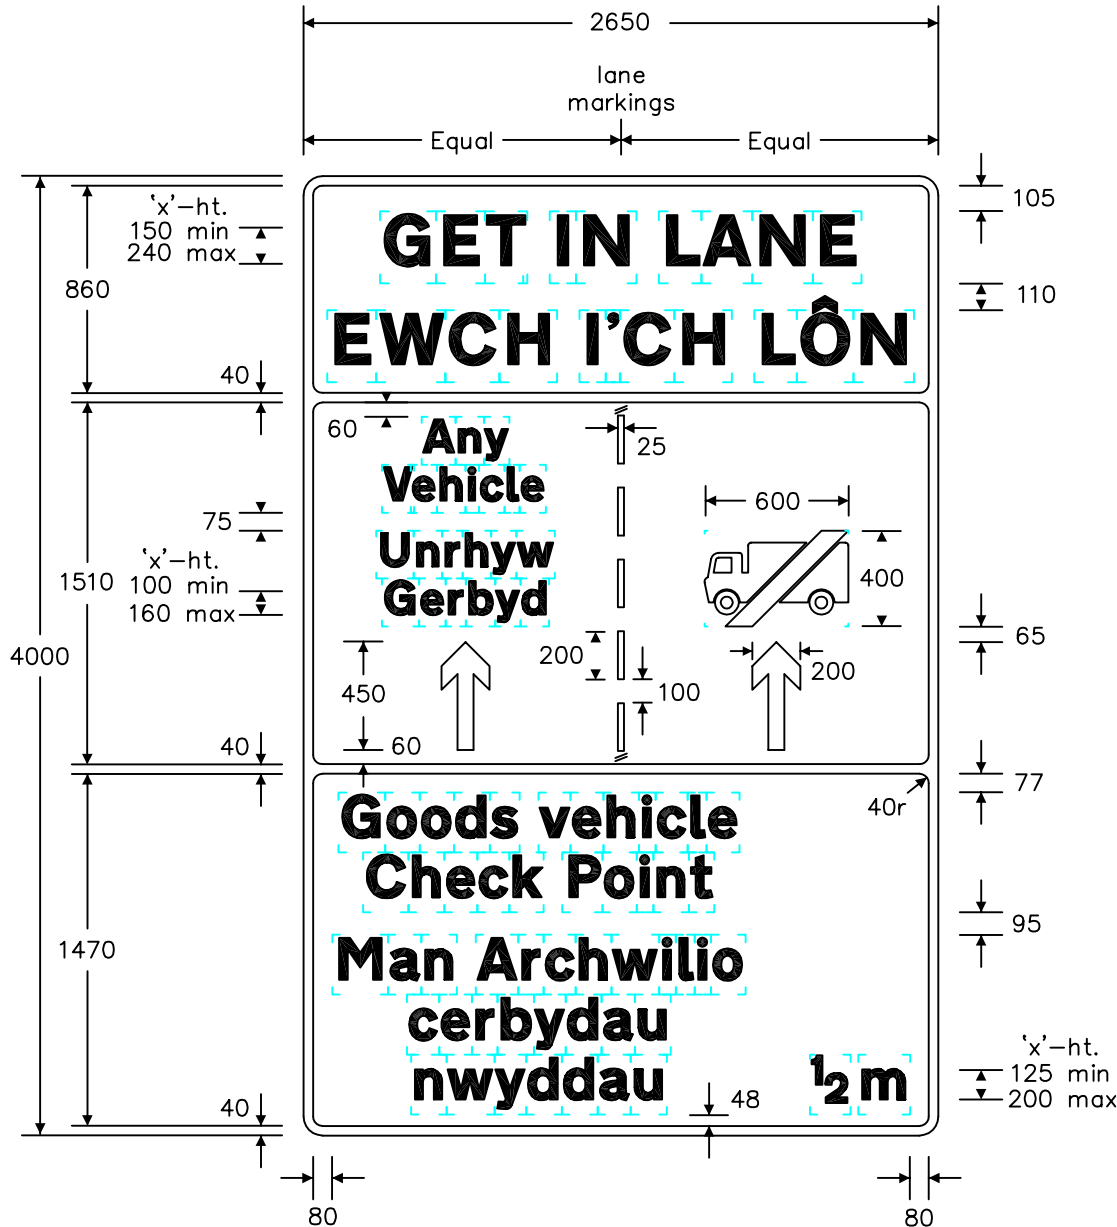 2650
lane
markings
Equal
Equal
'x'-ht.
150 min
240 max
105
GET IN LANE
860
110
EWCH I'CH LÔN
40
60
Any
25
Vehicle
600
75
Unrhyw
'x'-ht.
100 min
160 max
1510
400
Gerbyd
4000
200
65
200
450
100
40
60
77
40r
Goods vehicle
Check Point
95
1470
Man Archwilio
cerbydau
nwyddau
½ m
'x'-ht.
125 min
200 max
40
48
80
80